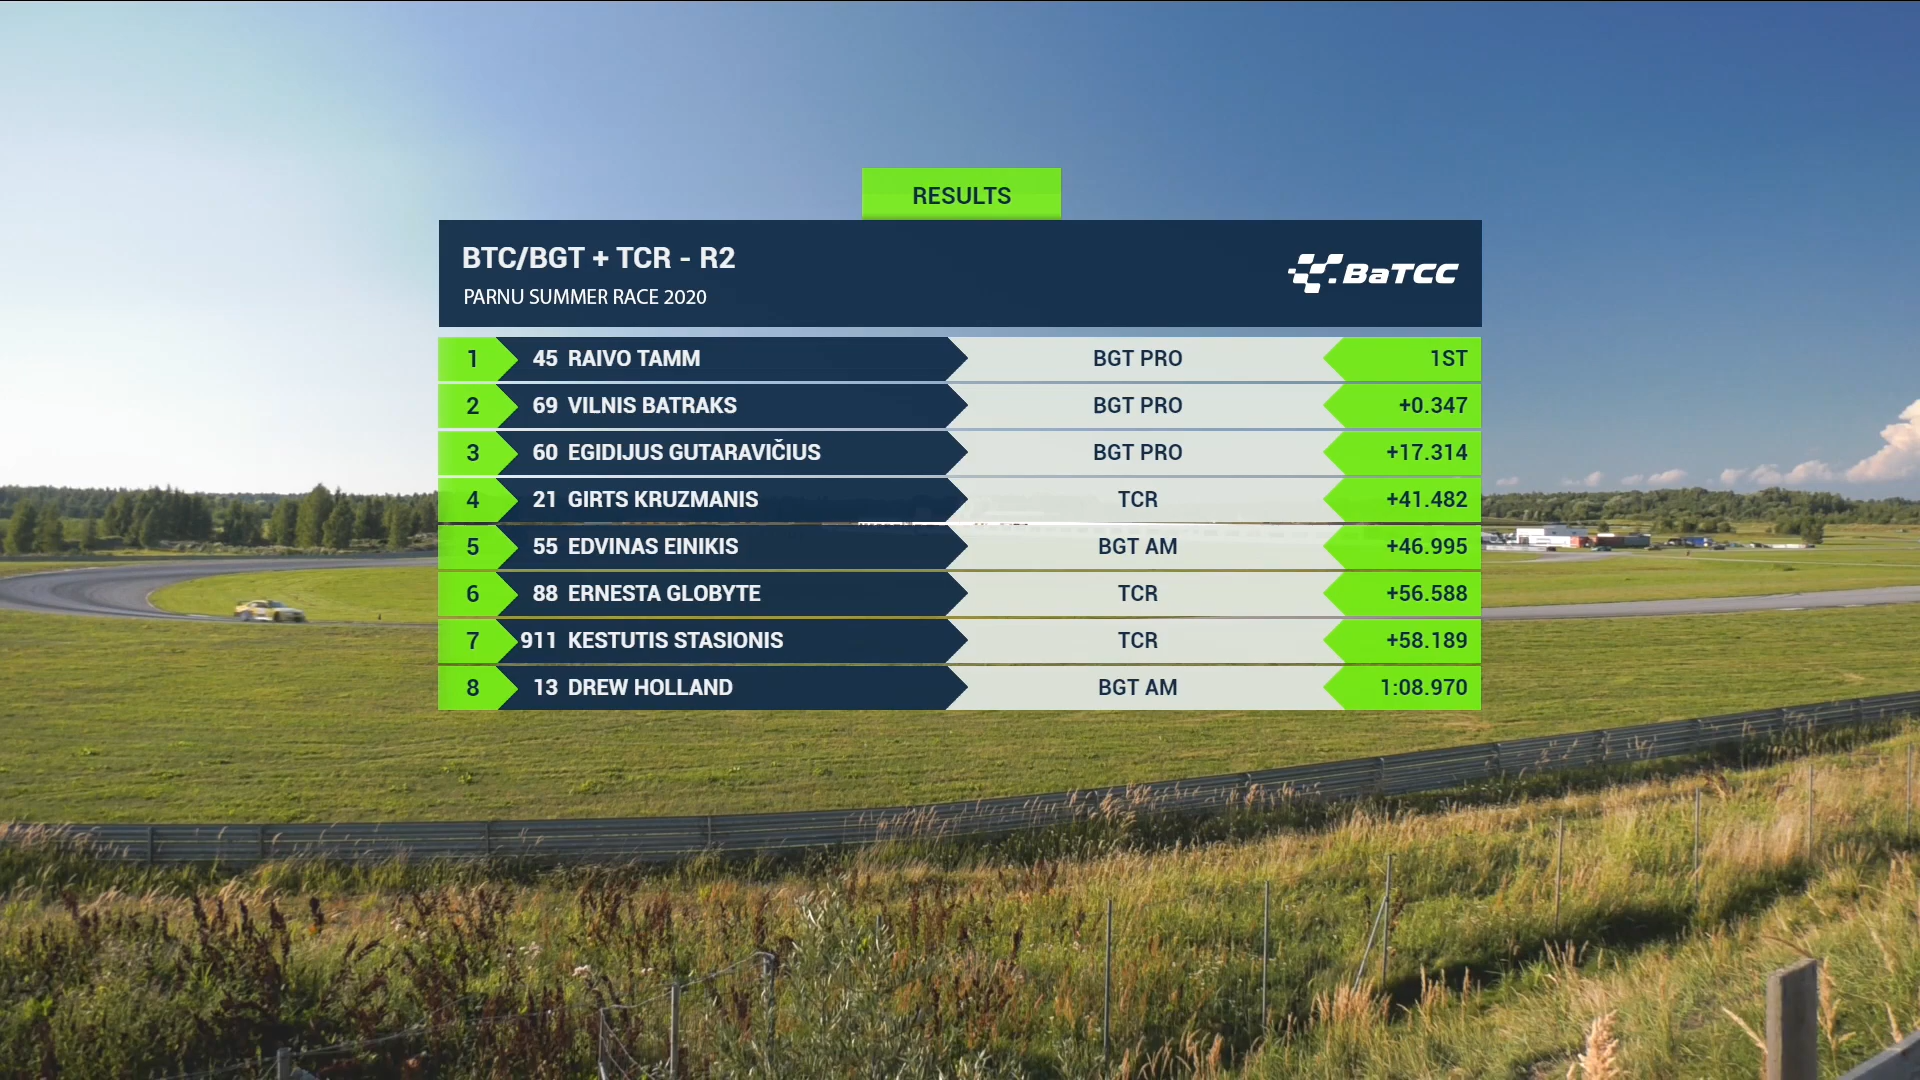 RESULTS
BTC/BGT + TCR - R2
PARNU SUMMER RACE 2020
BaTCC
1 45 RAIVO TAMM BGT PRO 1ST
2 69 VILNIS BATRAKS BGT PRO +0.347
3 60 EGIDIJUS GUTARAVIČIUS BGT PRO +17.314
4 21 GIRTS KRUZMANIS TCR +41.482
5 55 EDVINAS EINIKIS BGT AM +46.995
6 88 ERNESTA GLOBYTE TCR +56.588
7 911 KESTUTIS STASIONIS TCR +58.189
8 13 DREW HOLLAND BGT AM 1:08.970